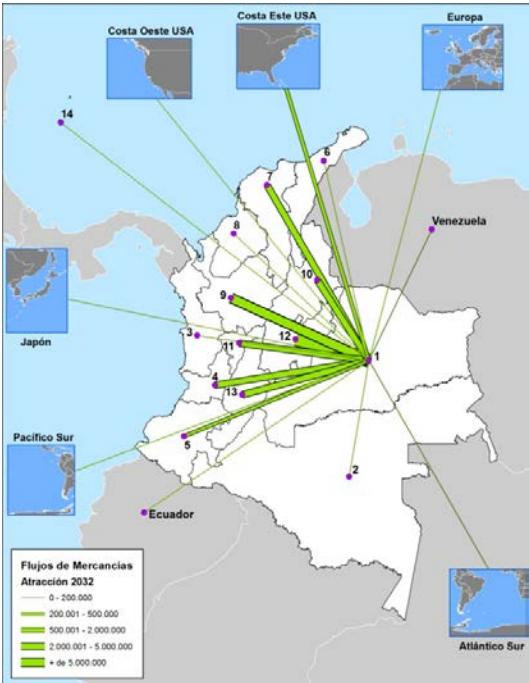 Costa Oeste USA
Costa Este USA
Europa
14
6
7
Venezuela
8
10
9
Japón
3
11
12
1
4
13
Pacífico Sur
5
2
Ecuador
Flujos de Mercancias
Atracción 2032
0 - 200.000
200.001 - 500.000
500.001 - 2.000.000
2.000.001 - 5.000.000
+ de 5.000.000
Atlántico Sur